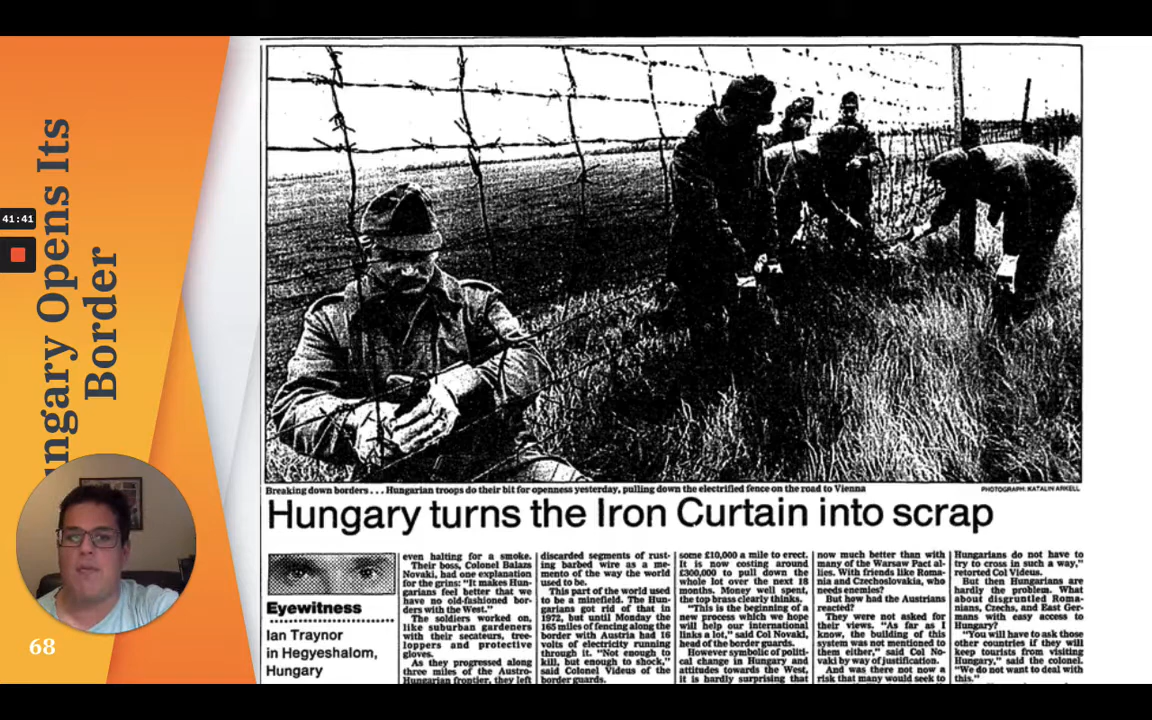 41:41
ngary Opens Its
Border
68
Breaking down borders . . . Hungarian troops do their bit for openness yesterday, pulling down the electrified fence on the road to Vienna
PHOTOGRAPH: KATALIN ARKELL
Hungary turns the Iron Curtain into scrap
Eyewitness
Ian Traynor
in Hegyeshalom,
Hungary
even halting for a smoke.
Their boss, Colonel Balazs
Novaki, had one explanation
for the grins: "It makes Hun-
garians feel better that we
have no old-fashioned bor-
ders with the West."
The soldiers worked on,
like suburban gardeners
with their secateurs, tree-
loppers and protective
gloves.
As they progressed along
three miles of the Austro-
Hungarian frontier, they left
discarded segments of rust-
ing barbed wire as a me-
mento of the way the world
used to be.
This part of the world used
to be a minefield. The Hun-
garians got rid of that in
1972, but until Monday the
165 miles of fencing along the
border with Austria had 16
volts of electricity running
through it. "Not enough to
kill, but enough to shock,"
said Colonel Videus of the
border guards.
some £10,000 a mile to erect.
It is now costing around
£300,000 to pull down the
whole lot over the next 18
months. Money well spent,
the top brass clearly thinks.
"This is the beginning of a
new process which we hope
will help our international
links a lot," said Col Novaki,
head of the border guards.
However symbolic of politi-
cal change in Hungary and
attitudes towards the West,
it is hardly surprising that
now much better than with
many of the Warsaw Pact al-
lies. With friends like Roma-
nia and Czechoslovakia, who
needs enemies?
But how had the Austrians
reacted?
They were not asked for
their views. "As far as I
know, the building of this
system was not mentioned to
them either," said Col No-
vaki by way of justification.
And was there not now a
risk that many would seek to
Hungarians do not have to
try to cross in such a way,"
retorted Col Videus.
But then Hungarians are
hardly the problem. What
about disgruntled Roma-
nians, Czechs, and East Ger-
mans with easy access to
Hungary?
"You will have to ask those
other countries if they will
keep tourists from visiting
Hungary," said the colonel.
"We do not want to deal with
this."